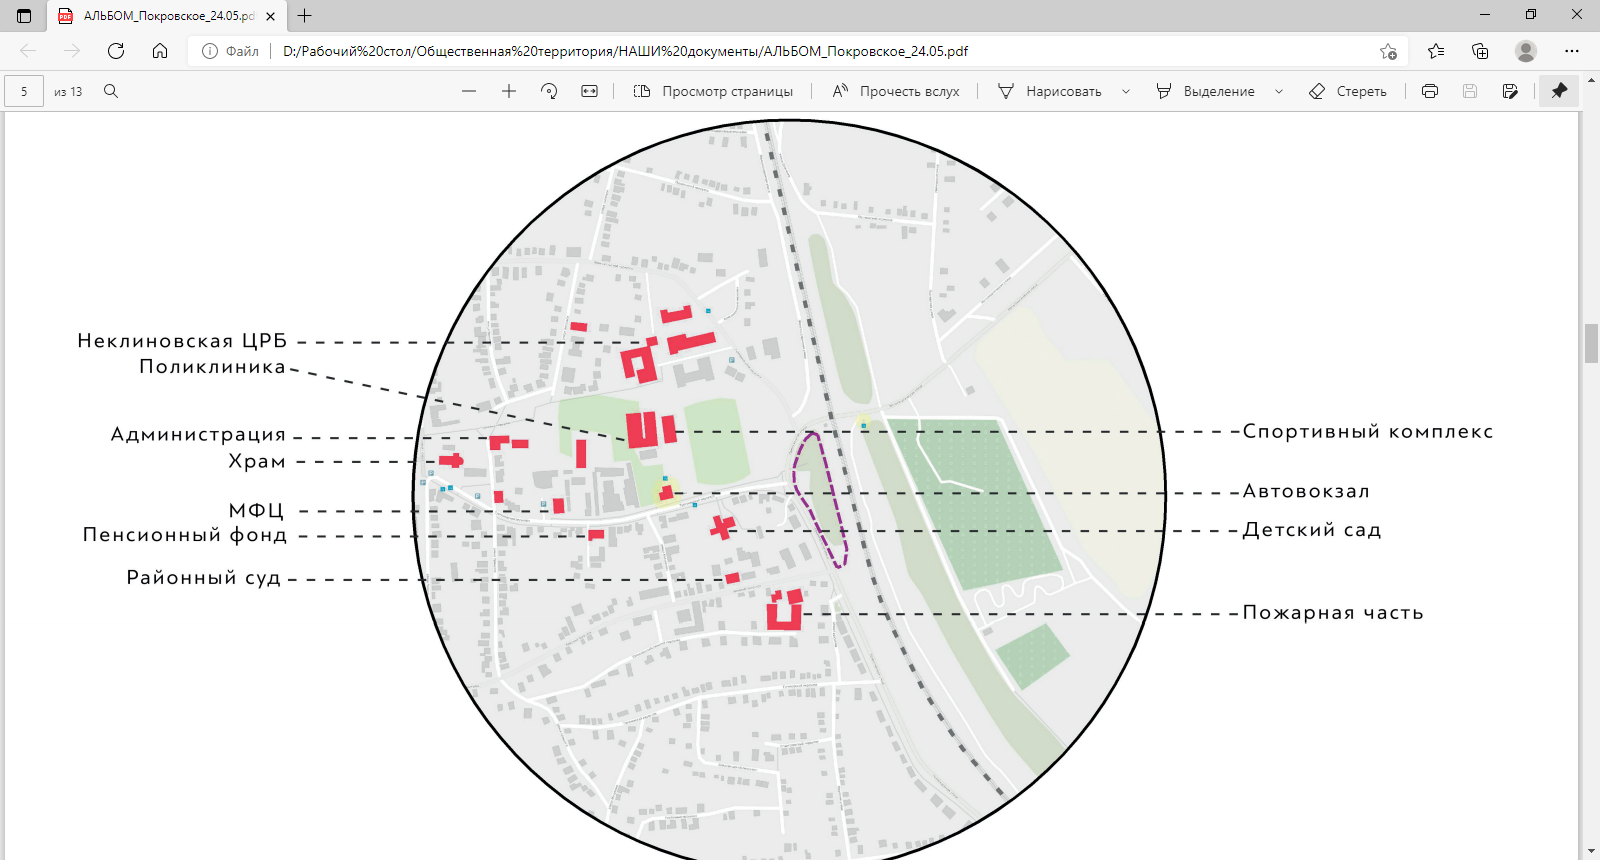 АЛЬБОМ_Покровское_24.05.pd
Файл
D:/Рабочий%20стол/Общественная%20территория/НАШИ%20документы/АЛЬБОМ_Покровское_24.05.pdf
5 из 13
Просмотр страницы
Прочесть вслух
Нарисовать
Выделение
Стереть
Неклиновская ЦРБ
Поликлиника
Администрация
Храм
МФЦ
Пенсионный фонд
Районный суд
Спортивный комплекс
Автовокзал
Детский сад
Пожарная часть